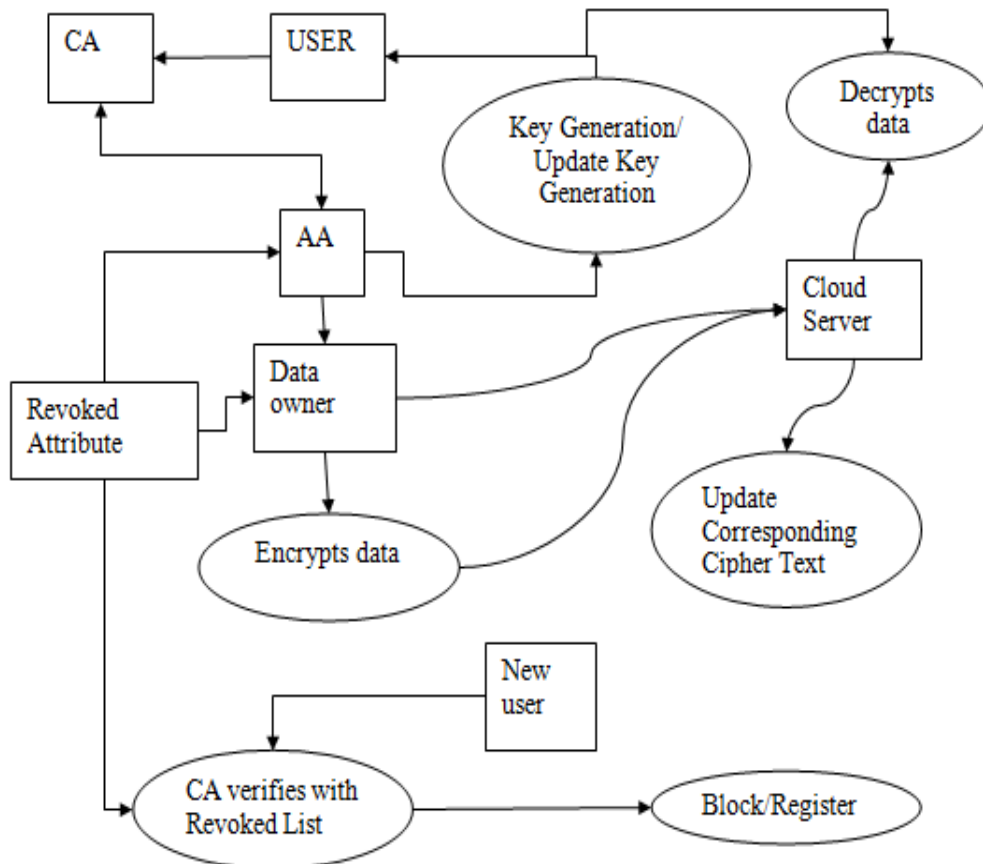 CA
USER
Decrypts
data
Key Generation/
Update Key
Generation
AA
Cloud
Server
Data
owner
Revoked
Attribute
Update
Corresponding
Cipher Text
Encrypts data
New
user
CA verifies with
Revoked List
Block/Register